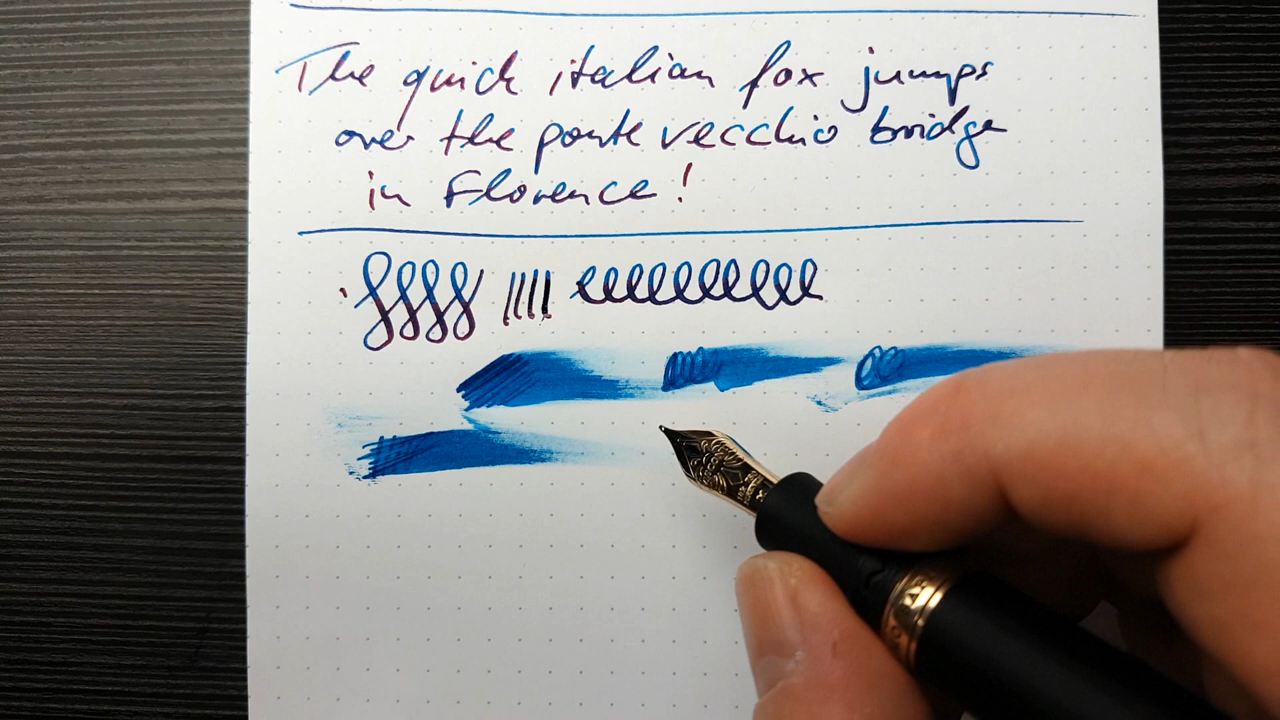 The quick italian fox jumps
over the ponte vecchio bridge
in Florence!